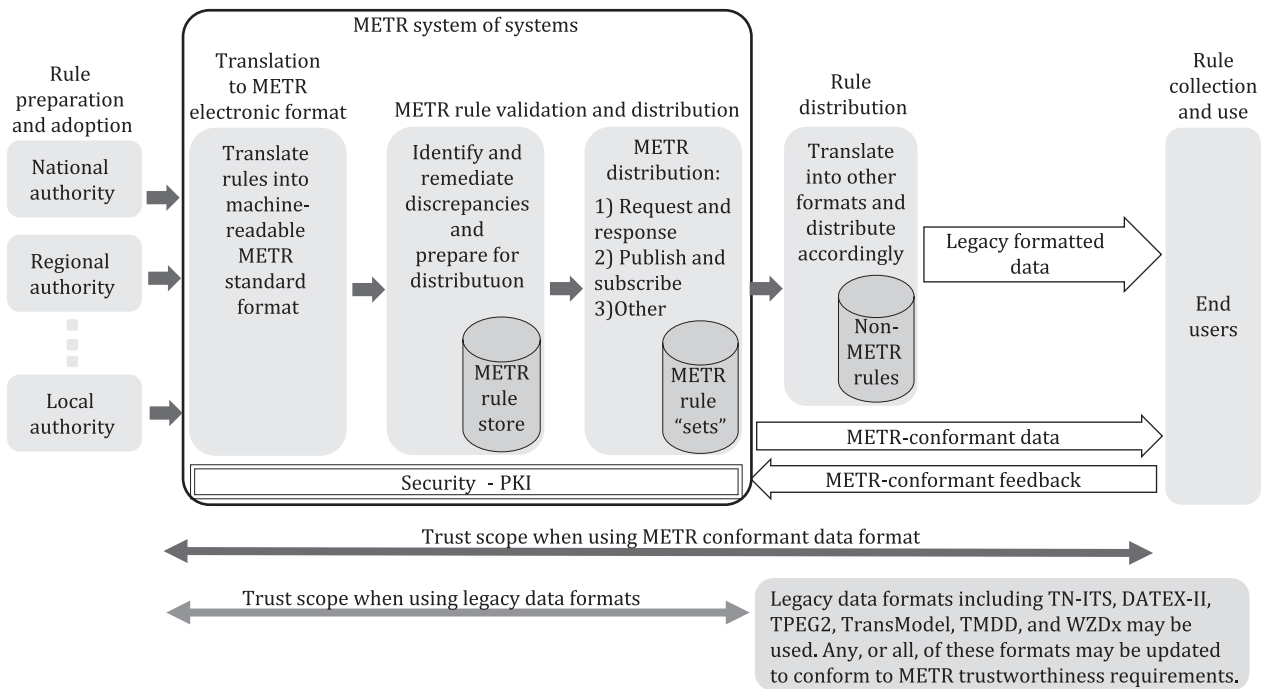 METR system of systems
Rule
preparation
and adoption
National
authority
Regional
authority
Local
authority
Translation
to METR
electronic format
Translate
rules into
machine-
readable
METR
standard
format
METR rule validation and distribution
Identify and
remediate
discrepancies
and
prepare for
distributuon
METR
rule
store
METR
distribution:
1) Request and
response
2) Publish and
subscribe
3)Other
METR
rule
“sets”
Security - PKI
Rule
distribution
Translate
into other
formats and
distribute
accordingly
Non-
METR
rules
Legacy formatted
data
METR-conformant data
METR-conformant feedback
Rule
collection
and use
End
users
Trust scope when using METR conformant data format
Trust scope when using legacy data formats
Legacy data formats including TN-ITS, DATEX-II,
TPEG2, TransModel, TMDD, and WZDx may be
used. Any, or all, of these formats may be updated
to conform to METR trustworthiness requirements.